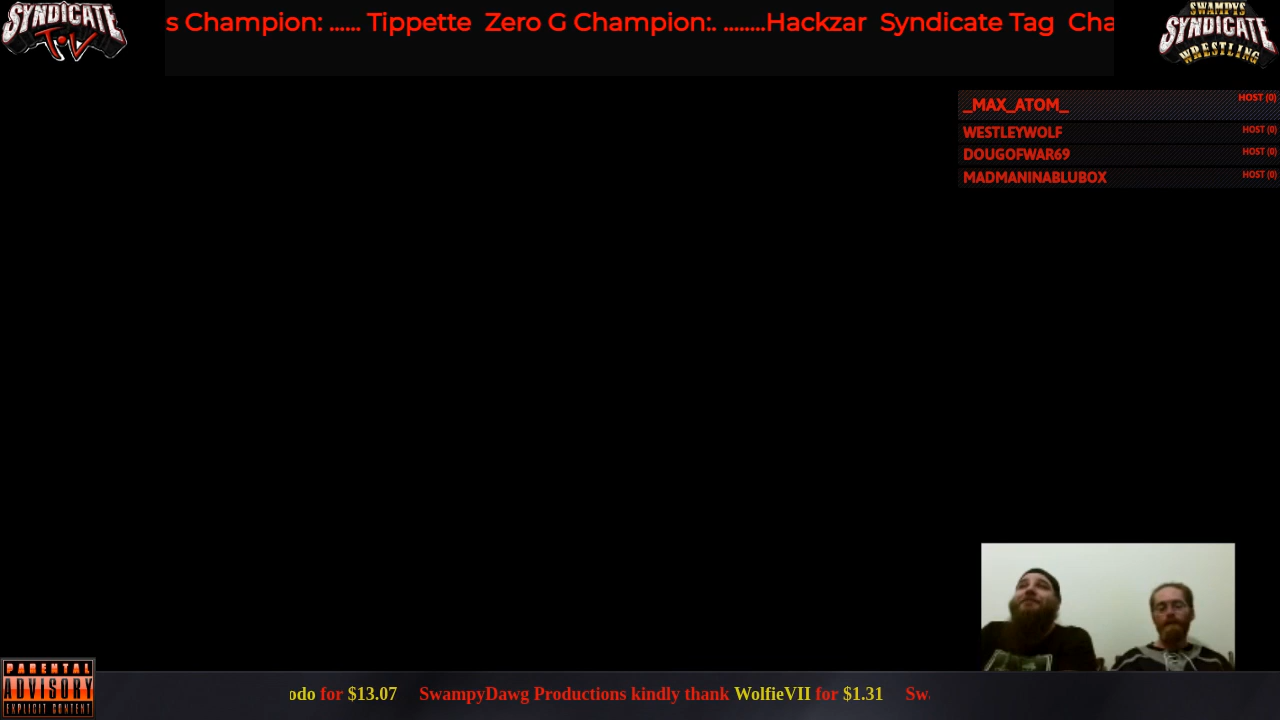 SYNDICATE
T.V
s Champion: ...... Tippette  Zero G Champion:. ........Hackzar  Syndicate Tag  Cha
SWAMPYS
SYNDICATE
WRESTLING
_MAX_ATOM_ HOST (0)
WESTLEYWOLF HOST (0)
DOUGOFWAR69 HOST (0)
MADMANINABLUBOX HOST (0)
PARENTAL
ADVISORY
EXPLICIT CONTENT
odo for $13.07 SwampyDawg Productions kindly thank WolfieVII for $1.31 Sw